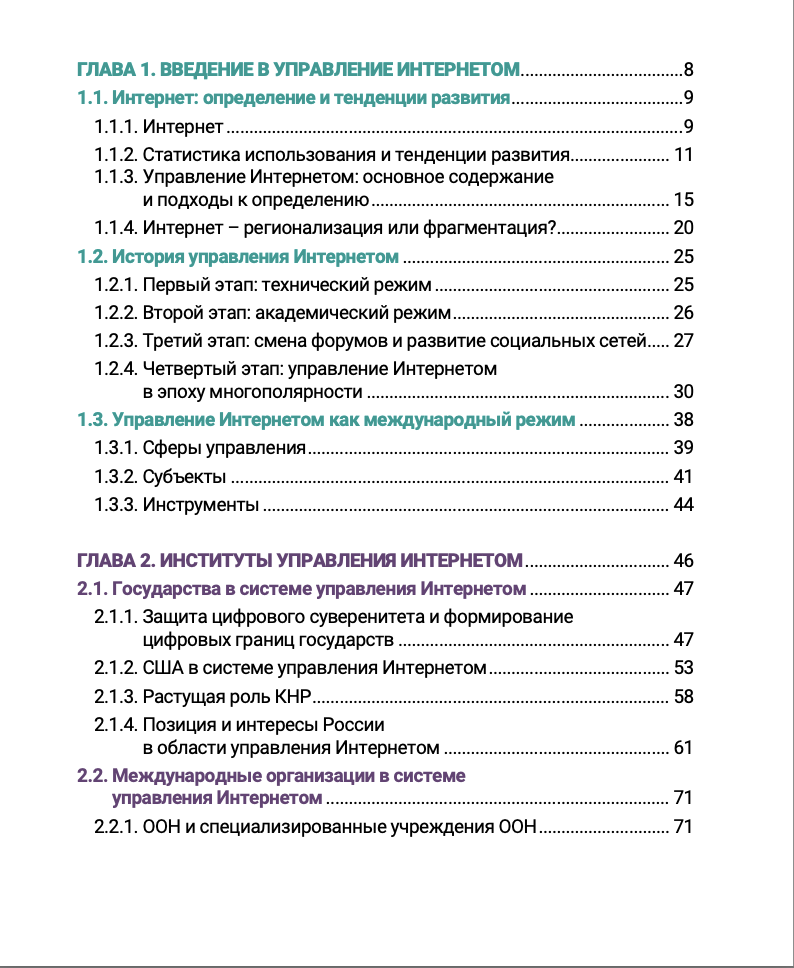 ГЛАВА 1. ВВЕДЕНИЕ В УПРАВЛЕНИЕ ИНТЕРНЕТОМ....................................8
1.1. Интернет: определение и тенденции развития......................................9
1.1.1. Интернет.....................................................................................................9
1.1.2. Статистика использования и тенденции развития...................... 11
1.1.3. Управление Интернетом: основное содержание
и подходы к определению.................................................................. 15
1.1.4. Интернет – регионализация или фрагментация?......................... 20
1.2. История управления Интернетом ........................................................... 25
1.2.1. Первый этап: технический режим.................................................... 25
1.2.2. Второй этап: академический режим................................................ 26
1.2.3. Третий этап: смена форумов и развитие социальных сетей..... 27
1.2.4. Четвертый этап: управление Интернетом
в эпоху многополярности ................................................................... 30
1.3. Управление Интернетом как международный режим .................... 38
1.3.1. Сферы управления................................................................................ 39
1.3.2. Субъекты ................................................................................................. 41
1.3.3. Инструменты .......................................................................................... 44
ГЛАВА 2. ИНСТИТУТЫ УПРАВЛЕНИЯ ИНТЕРНЕТОМ................................ 46
2.1. Государства в системе управления Интернетом ............................... 47
2.1.1. Защита цифрового суверенитета и формирование
цифровых границ государств ............................................................ 47
2.1.2. США в системе управления Интернетом........................................ 53
2.1.3. Растущая роль КНР............................................................................... 58
2.1.4. Позиция и интересы России
в области управления Интернетом .................................................. 61
2.2. Международные организации в системе
управления Интернетом ............................................................................ 71
2.2.1. ООН и специализированные учреждения ООН............................. 71